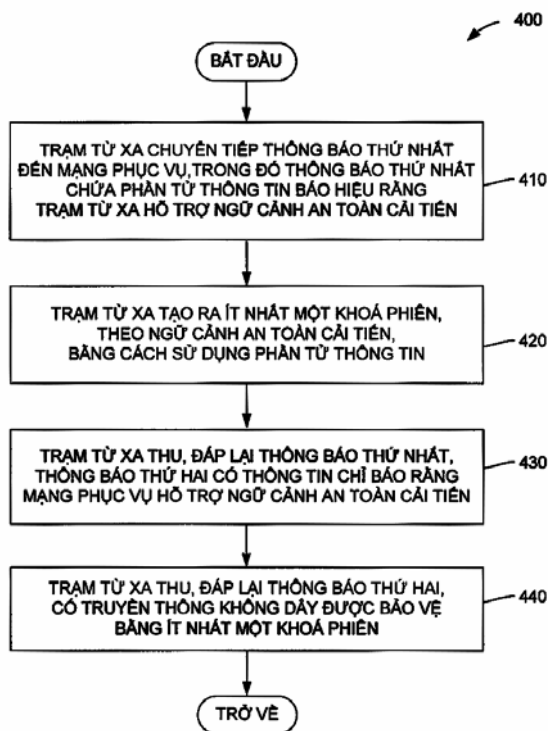 400
BẮT ĐẦU
TRẠM TỪ XA CHUYỂN TIẾP THÔNG BÁO THỨ NHẤT
ĐẾN MẠNG PHỤC VỤ,TRONG ĐÓ THÔNG BÁO THỨ NHẤT
CHỨA PHẦN TỬ THÔNG TIN BÁO HIỆU RẰNG
TRẠM TỪ XA HỖ TRỢ NGỮ CẢNH AN TOÀN CẢI TIẾN
410
TRẠM TỪ XA TẠO RA ÍT NHẤT MỘT KHOÁ PHIÊN,
THEO NGỮ CẢNH AN TOÀN CẢI TIẾN,
BẰNG CÁCH SỬ DỤNG PHẦN TỬ THÔNG TIN
420
TRẠM TỪ XA THU, ĐÁP LẠI THÔNG BÁO THỨ NHẤT,
THÔNG BÁO THỨ HAI CÓ THÔNG TIN CHỈ BÁO RẰNG
MẠNG PHỤC VỤ HỖ TRỢ NGỮ CẢNH AN TOÀN CẢI TIẾN
430
TRẠM TỪ XA THU, ĐÁP LẠI THÔNG BÁO THỨ HAI,
CÓ TRUYỀN THÔNG KHÔNG DÂY ĐƯỢC BẢO VỆ
BẰNG ÍT NHẤT MỘT KHOÁ PHIÊN
440
TRỞ VỀ